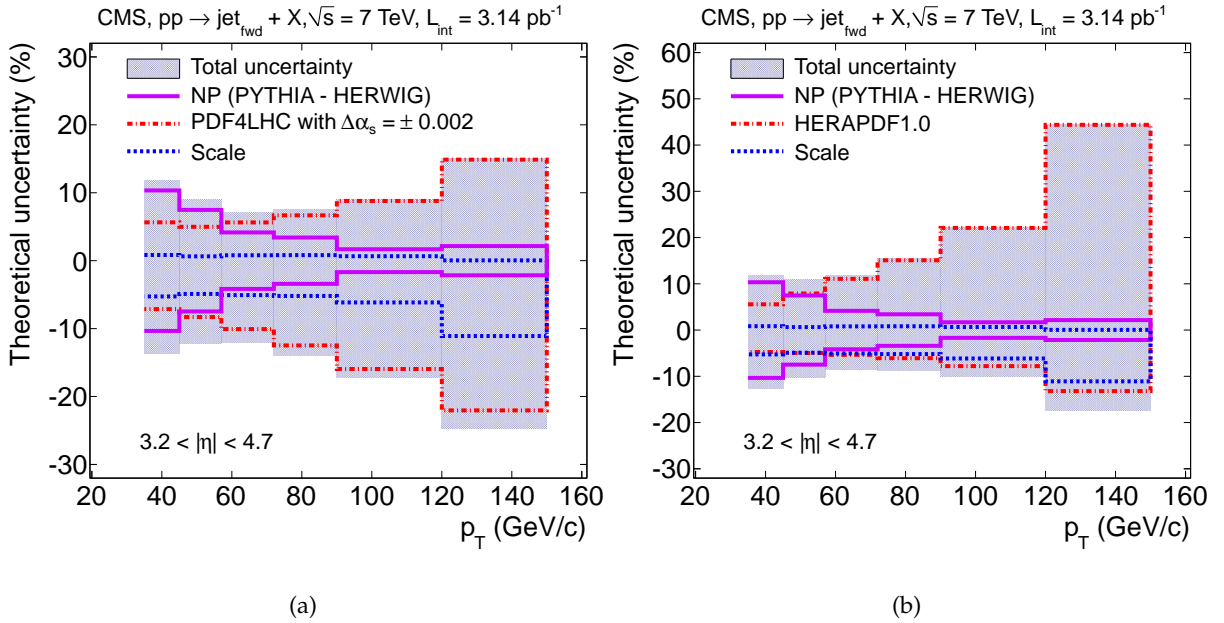 CMS, pp → jet_fwd + X, √s = 7 TeV, L_int = 3.14 pb⁻¹
Theoretical uncertainty (%)
30
20
10
0
-10
-20
-30
Total uncertainty
NP (PYTHIA - HERWIG)
PDF4LHC with Δα_s = ± 0.002
Scale
3.2 < |η| < 4.7
20 40 60 80 100 120 140 160
p_T (GeV/c)
(a)
CMS, pp → jet_fwd + X, √s = 7 TeV, L_int = 3.14 pb⁻¹
Theoretical uncertainty (%)
60
50
40
30
20
10
0
-10
-20
-30
Total uncertainty
NP (PYTHIA - HERWIG)
HERAPDF1.0
Scale
3.2 < |η| < 4.7
20 40 60 80 100 120 140 160
p_T (GeV/c)
(b)